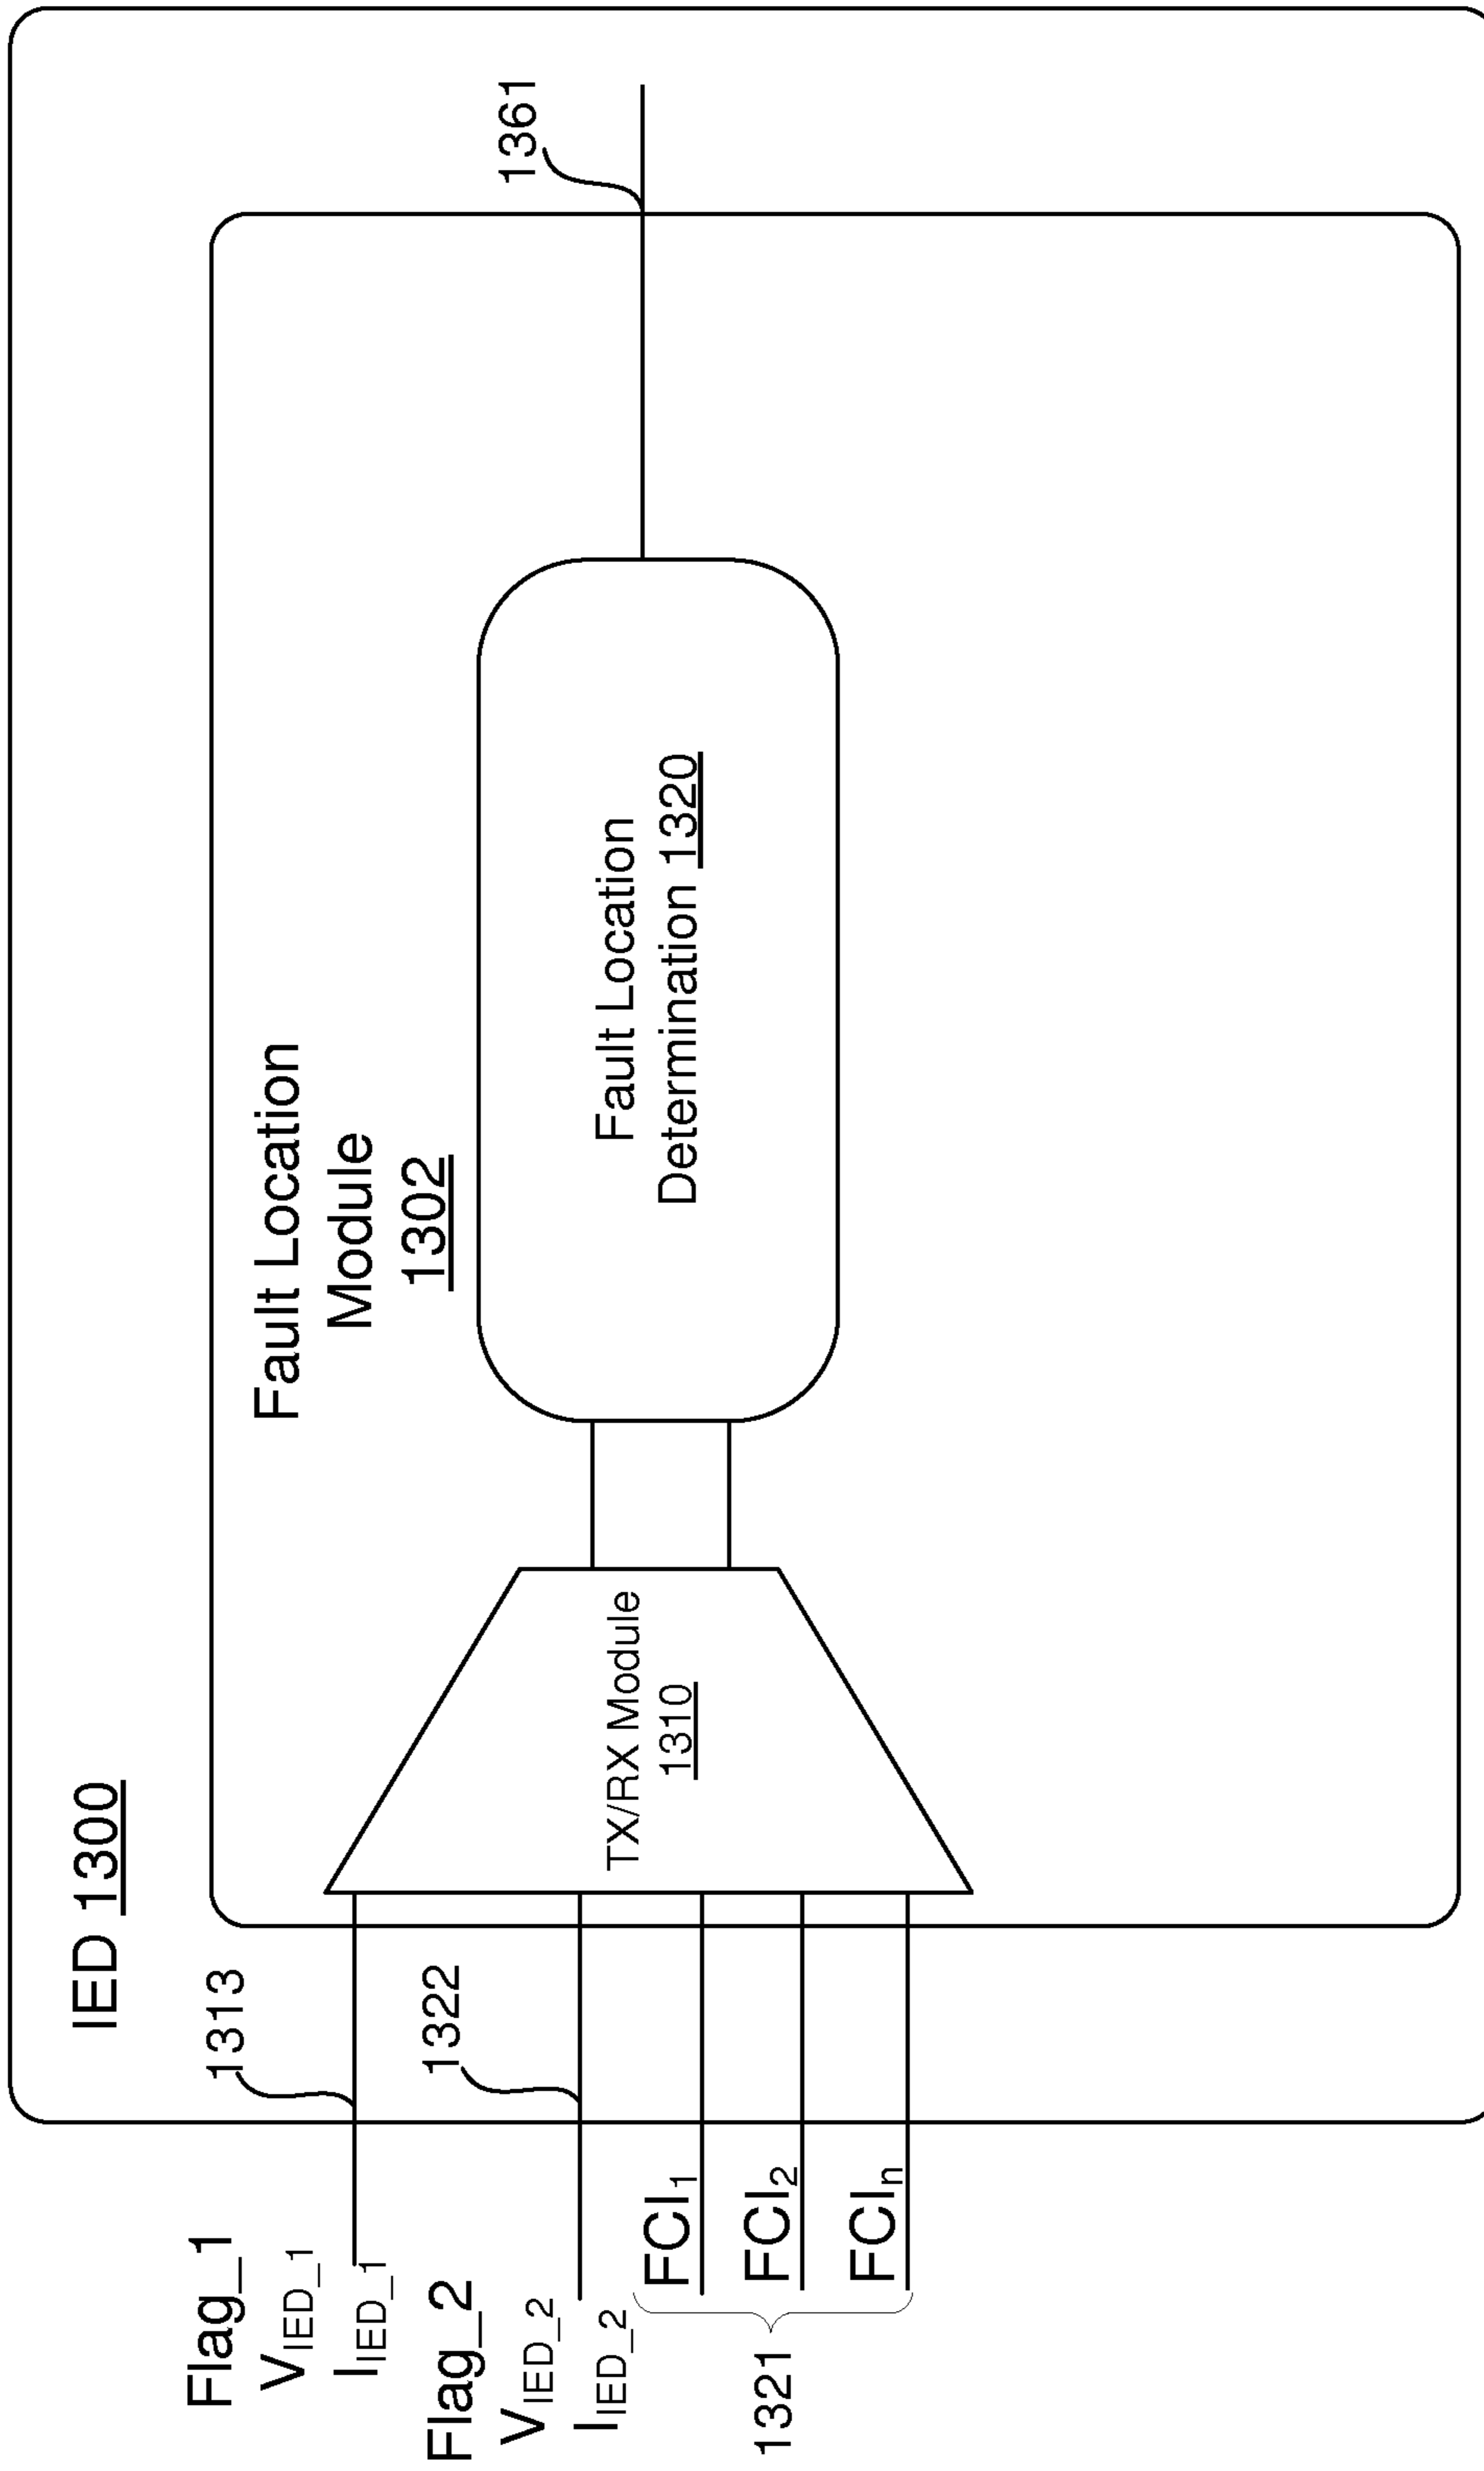 IED 1300
Fault Location
Module
1302
1313
1322
1361
Flag_1
VIED_1
IIED_1
Flag_2
VIED_2
IIED_2
FCI1
FCI2
FCIn
1321
TX/RX Module
1310
Fault Location
Determination 1320